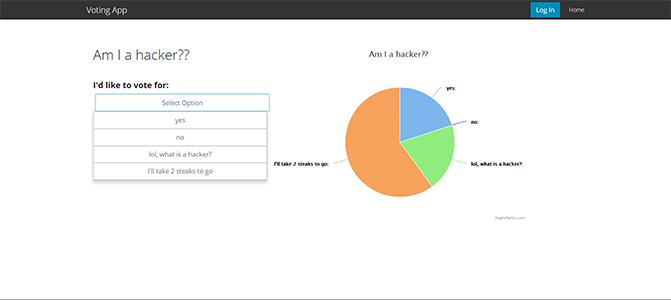 Voting App
Log In
Home
Am I a hacker??
I'd like to vote for:
Select Option
yes
no
lol, what is a hacker?
I'll take 2 steaks to go
Am I a hacker??
yes:
no:
lol, what is a hacker?:
I'll take 2 steaks to go:
Highcharts.com